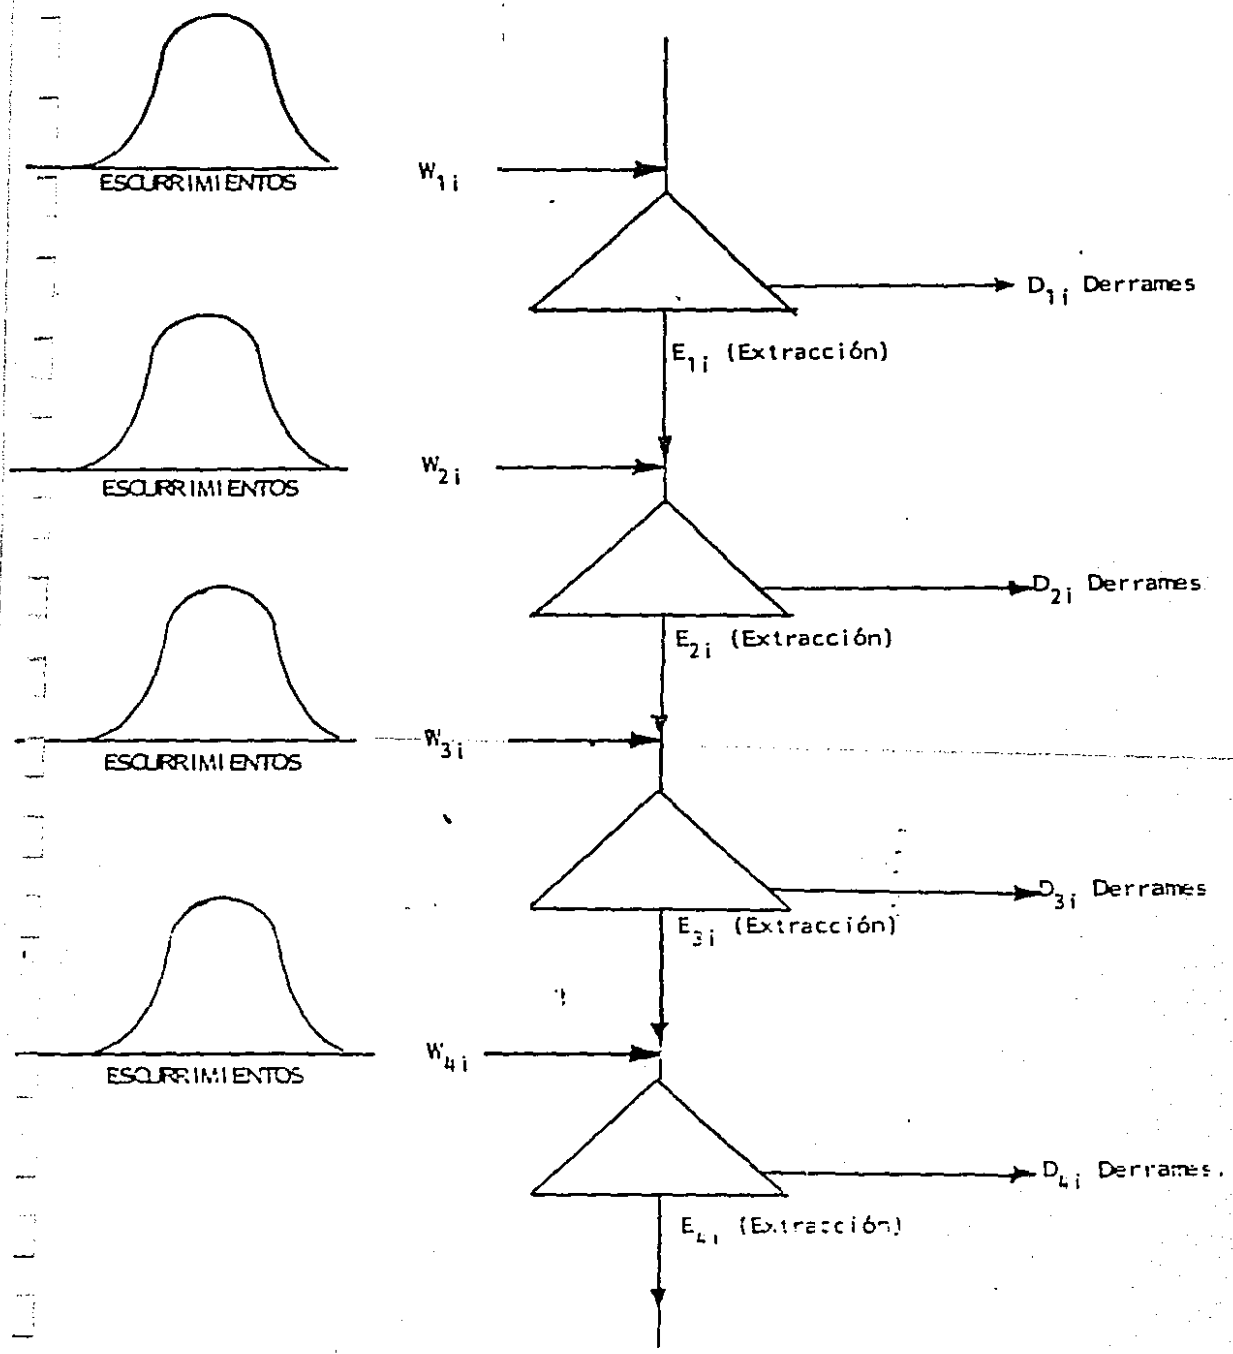 W1i
ESCURRIMIENTOS
D1i Derrames
E1i (Extracción)
W2i
ESCURRIMIENTOS
D2i Derrames
E2i (Extracción)
W3i
ESCURRIMIENTOS
D3i Derrames
E3i (Extracción)
W4i
ESCURRIMIENTOS
D4i Derrames.
E4i (Extracción)